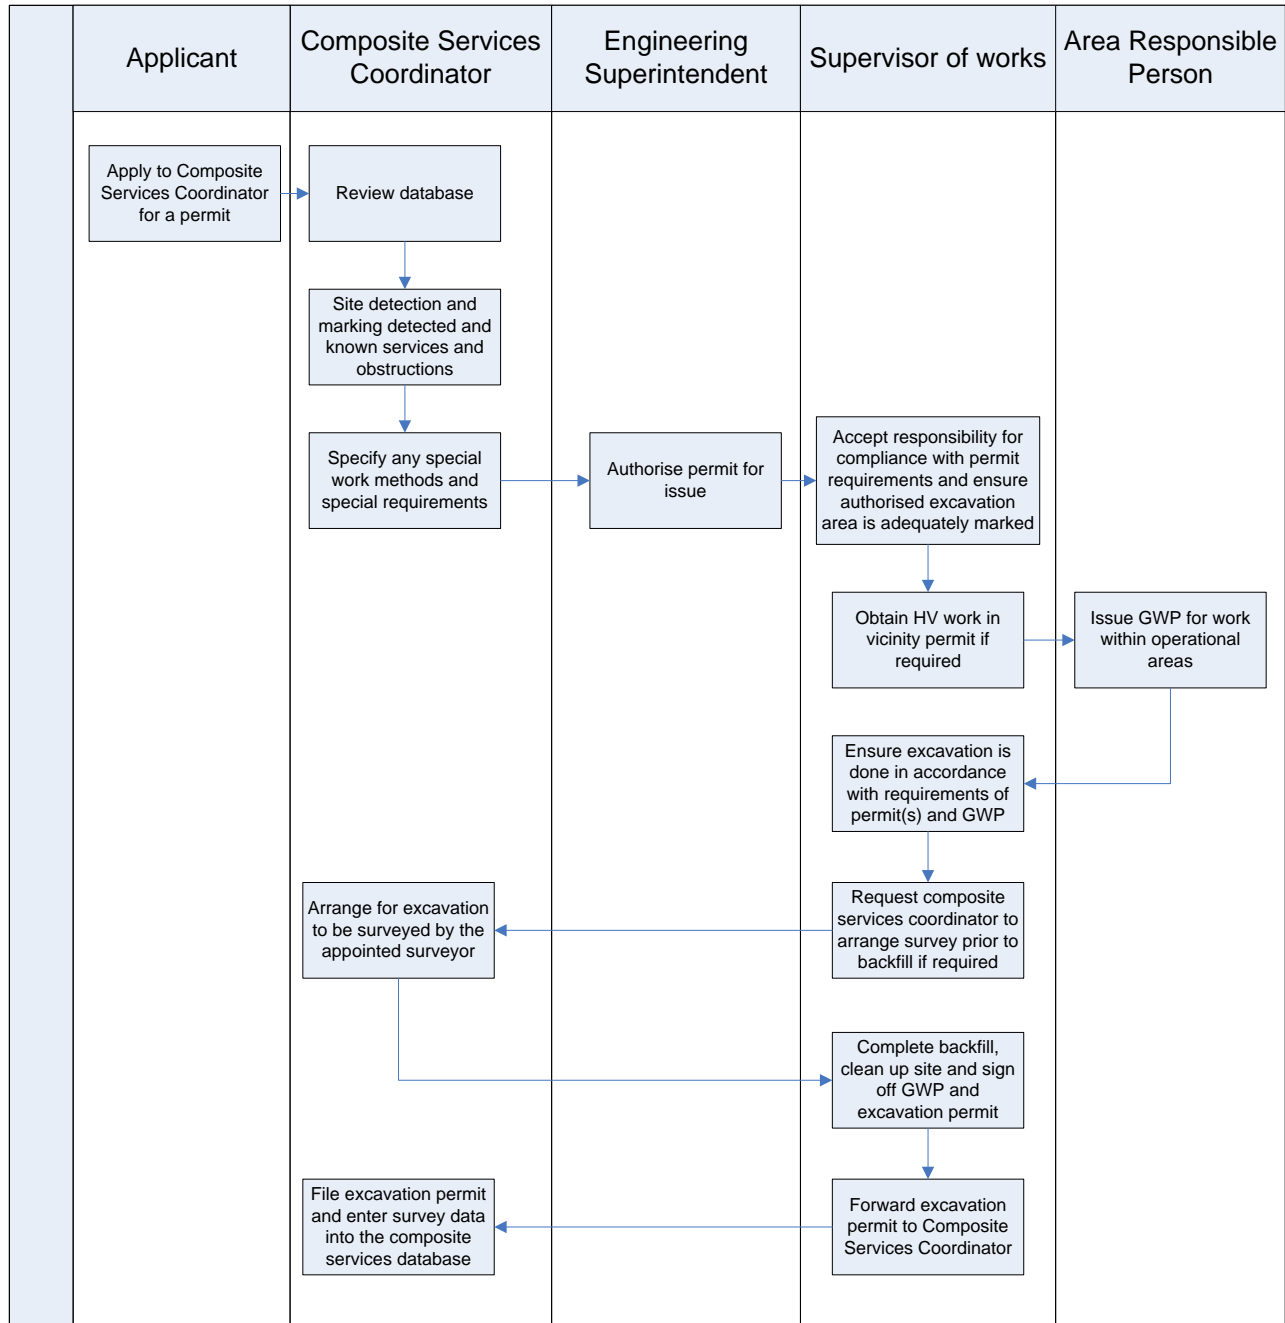 Applicant
Composite Services
Coordinator
Engineering
Superintendent
Supervisor of works
Area Responsible
Person
Apply to Composite
Services Coordinator
for a permit
Review database
Site detection and
marking detected and
known services and
obstructions
Specify any special
work methods and
special requirements
Authorise permit for
issue
Accept responsibility for
compliance with permit
requirements and ensure
authorised excavation
area is adequately marked
Obtain HV work in
vicinity permit if
required
Issue GWP for work
within operational
areas
Ensure excavation is
done in accordance
with requirements of
permit(s) and GWP
Request composite
services coordinator to
arrange survey prior to
backfill if required
Arrange for excavation
to be surveyed by the
appointed surveyor
Complete backfill,
clean up site and sign
off GWP and
excavation permit
Forward excavation
permit to Composite
Services Coordinator
File excavation permit
and enter survey data
into the composite
services database